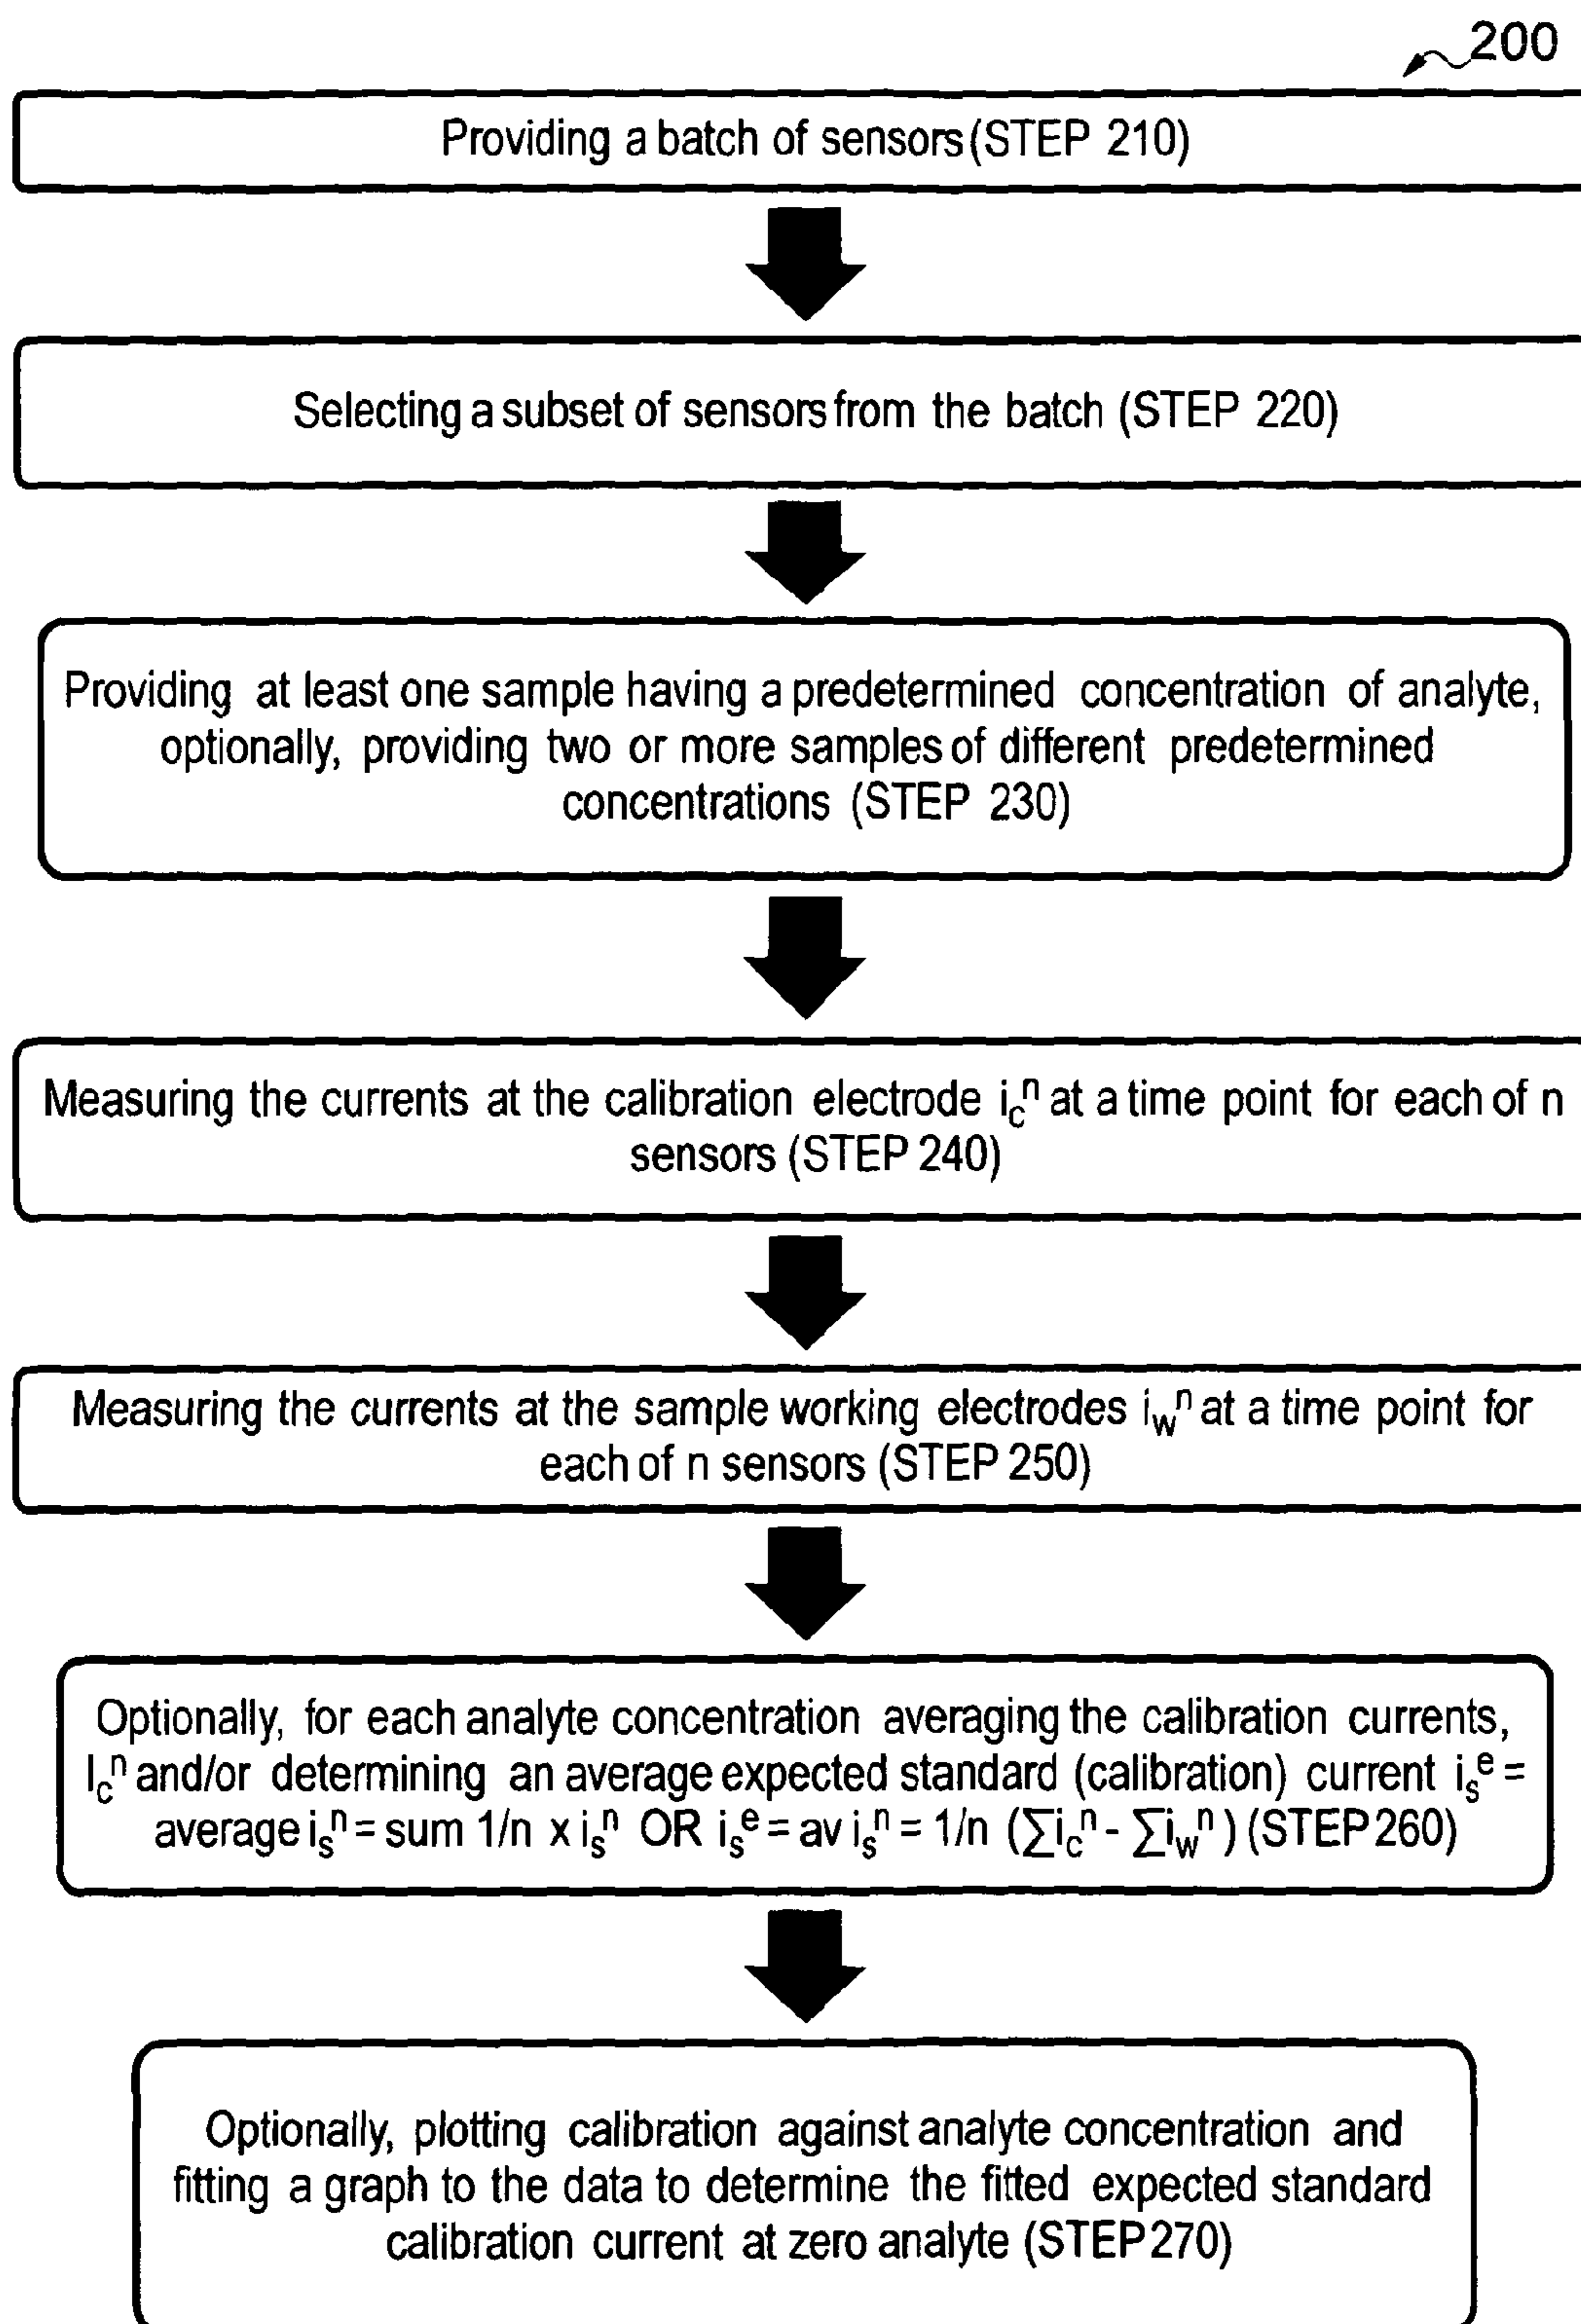 200
Providing a batch of sensors (STEP 210)
Selecting a subset of sensors from the batch (STEP 220)
Providing at least one sample having a predetermined concentration of analyte,
optionally, providing two or more samples of different predetermined
concentrations (STEP 230)
Measuring the currents at the calibration electrode i_c^n at a time point for each of n
sensors (STEP 240)
Measuring the currents at the sample working electrodes i_w^n at a time point for
each of n sensors (STEP 250)
Optionally, for each analyte concentration averaging the calibration currents,
I_c^n and/or determining an average expected standard (calibration) current i_s^e =
average i_s^n = sum 1/n x i_s^n OR i_s^e = av i_s^n = 1/n (∑i_c^n - ∑i_w^n ) (STEP 260)
Optionally, plotting calibration against analyte concentration and
fitting a graph to the data to determine the fitted expected standard
calibration current at zero analyte (STEP 270)